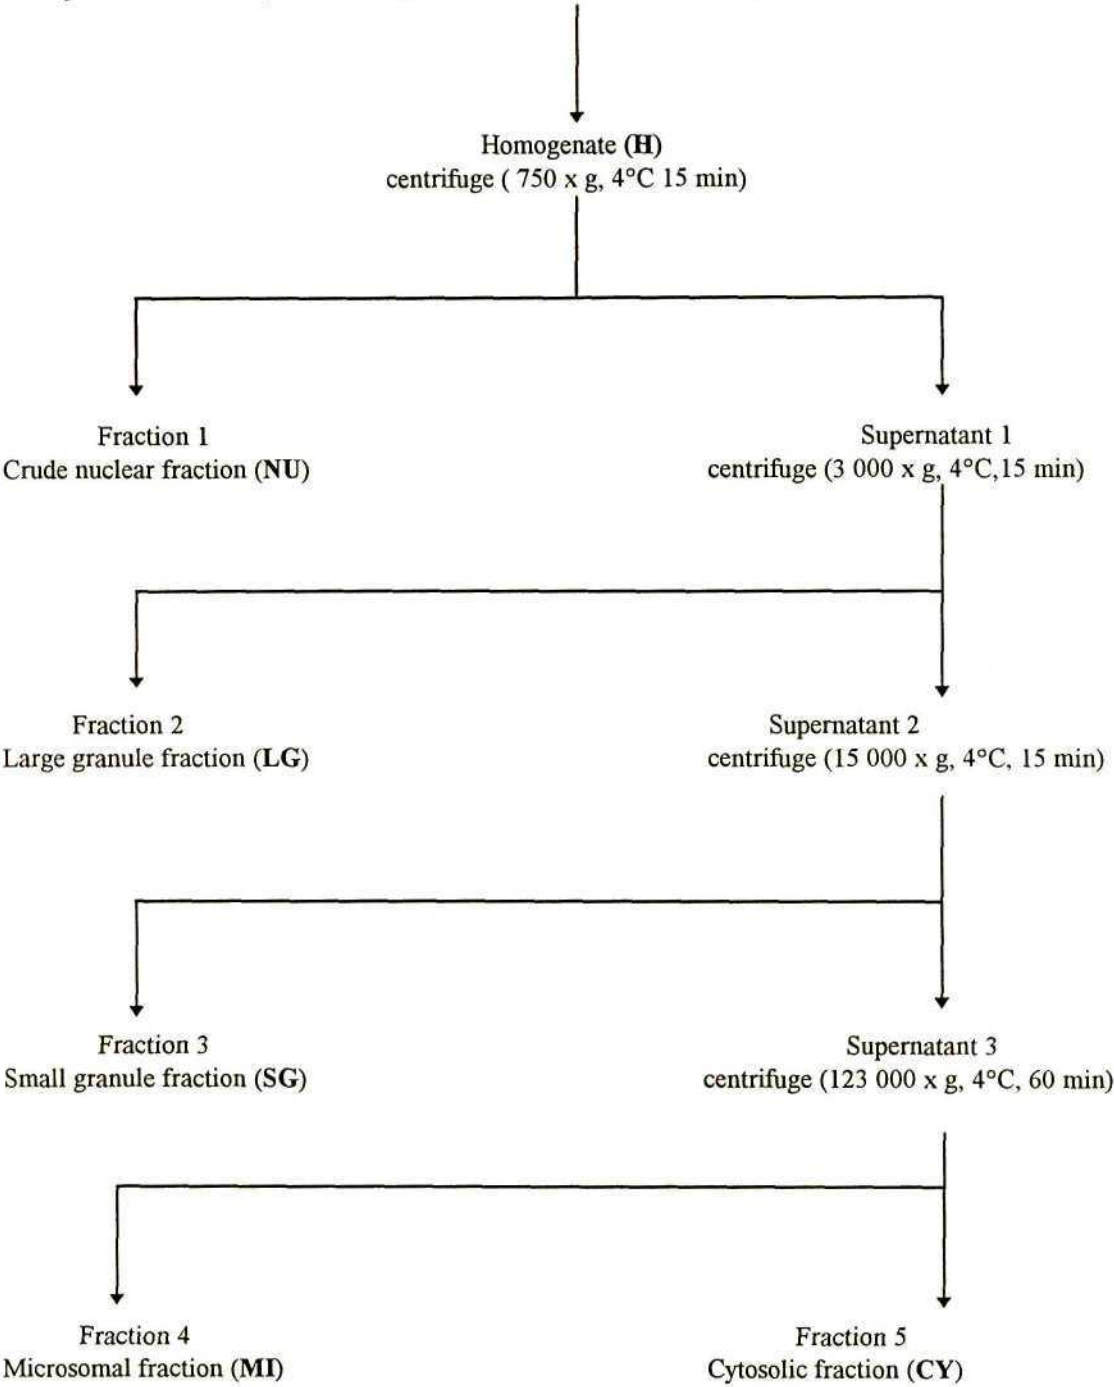 Homogenate (H)
centrifuge ( 750 x g, 4°C 15 min)
Fraction 1
Crude nuclear fraction (NU)
Supernatant 1
centrifuge (3 000 x g, 4°C,15 min)
Fraction 2
Large granule fraction (LG)
Supernatant 2
centrifuge (15 000 x g, 4°C, 15 min)
Fraction 3
Small granule fraction (SG)
Supernatant 3
centrifuge (123 000 x g, 4°C, 60 min)
Fraction 4
Microsomal fraction (MI)
Fraction 5
Cytosolic fraction (CY)